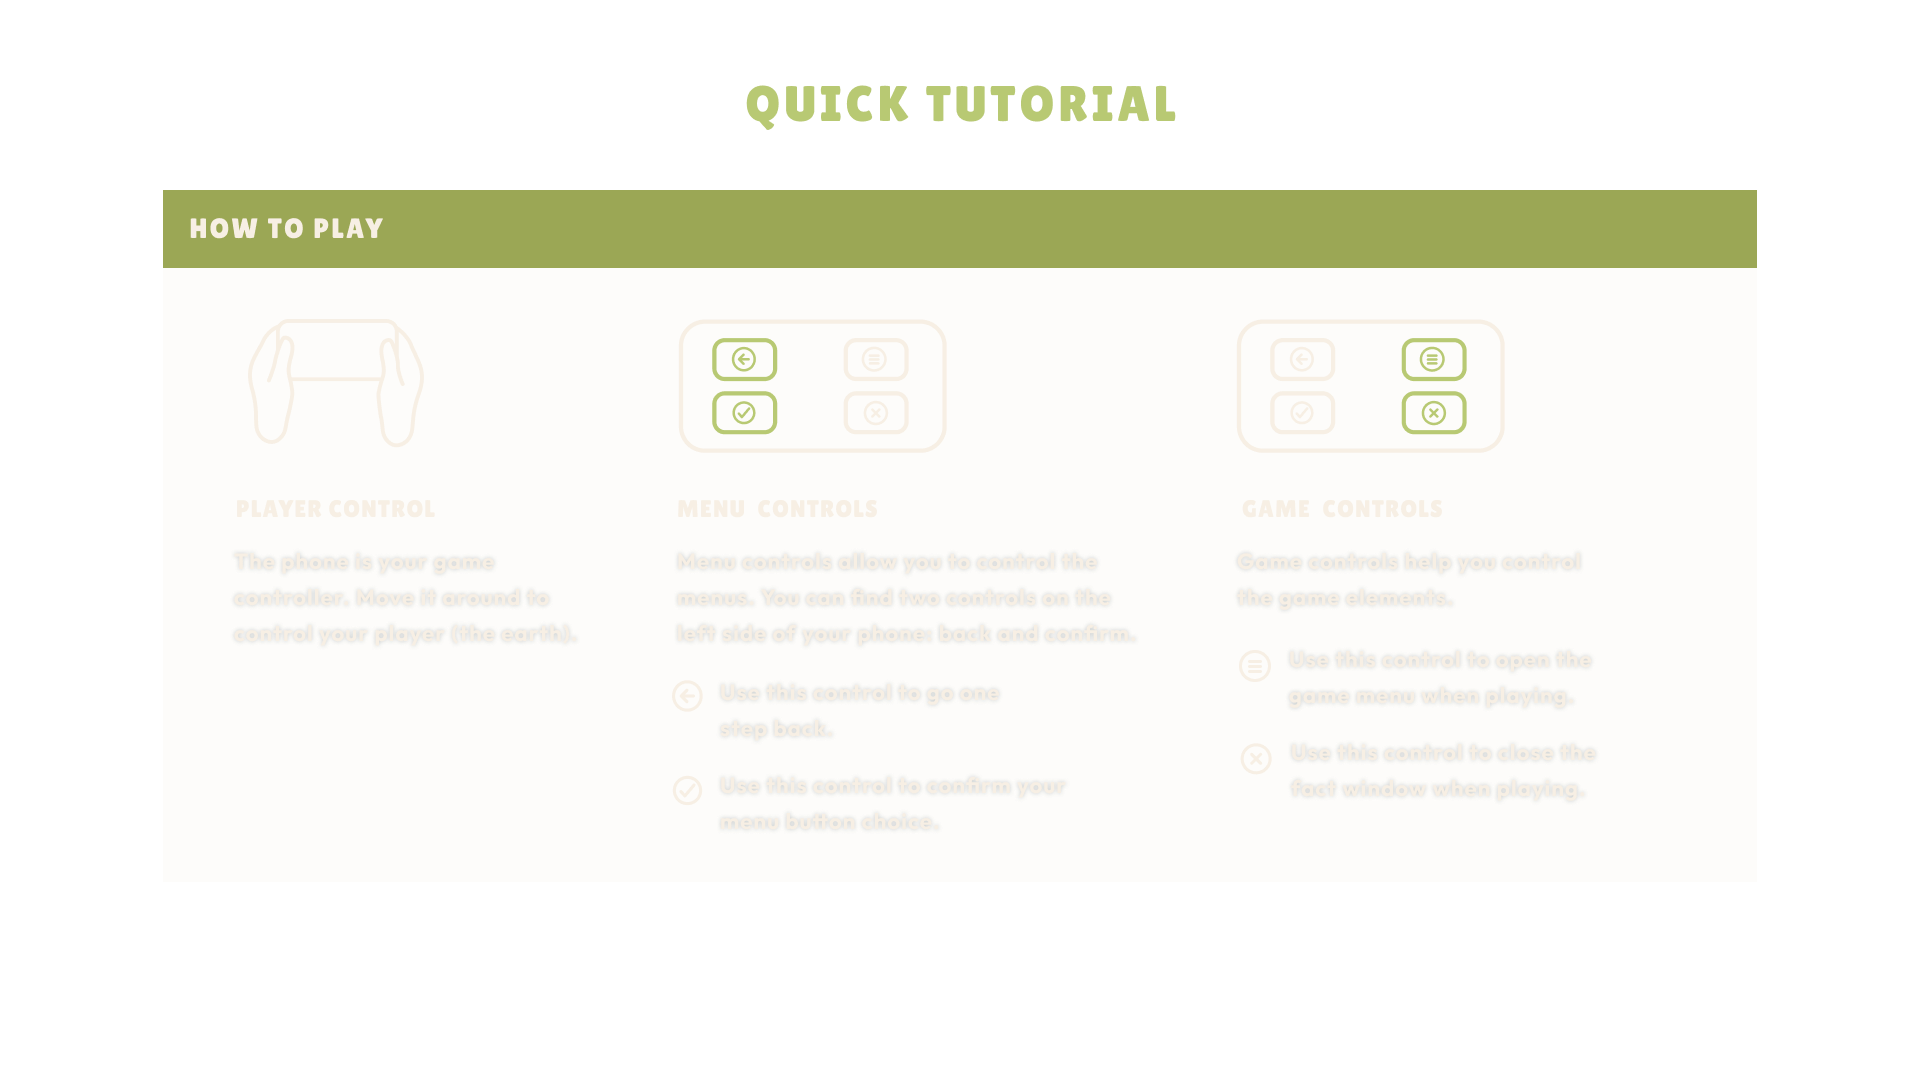 QUICK TUTORIAL
HOW TO PLAY
PLAYER CONTROL
The phone is your game
controller. Move it around to
control your player (the earth).
MENU CONTROLS
Menu controls allow you to control the
menus. You can find two controls on the
left side of your phone: back and confirm.
Use this control to go one
step back.
Use this control to confirm your
menu button choice.
GAME CONTROLS
Game controls help you control
the game elements.
Use this control to open the
game menu when playing.
Use this control to close the
fact window when playing.